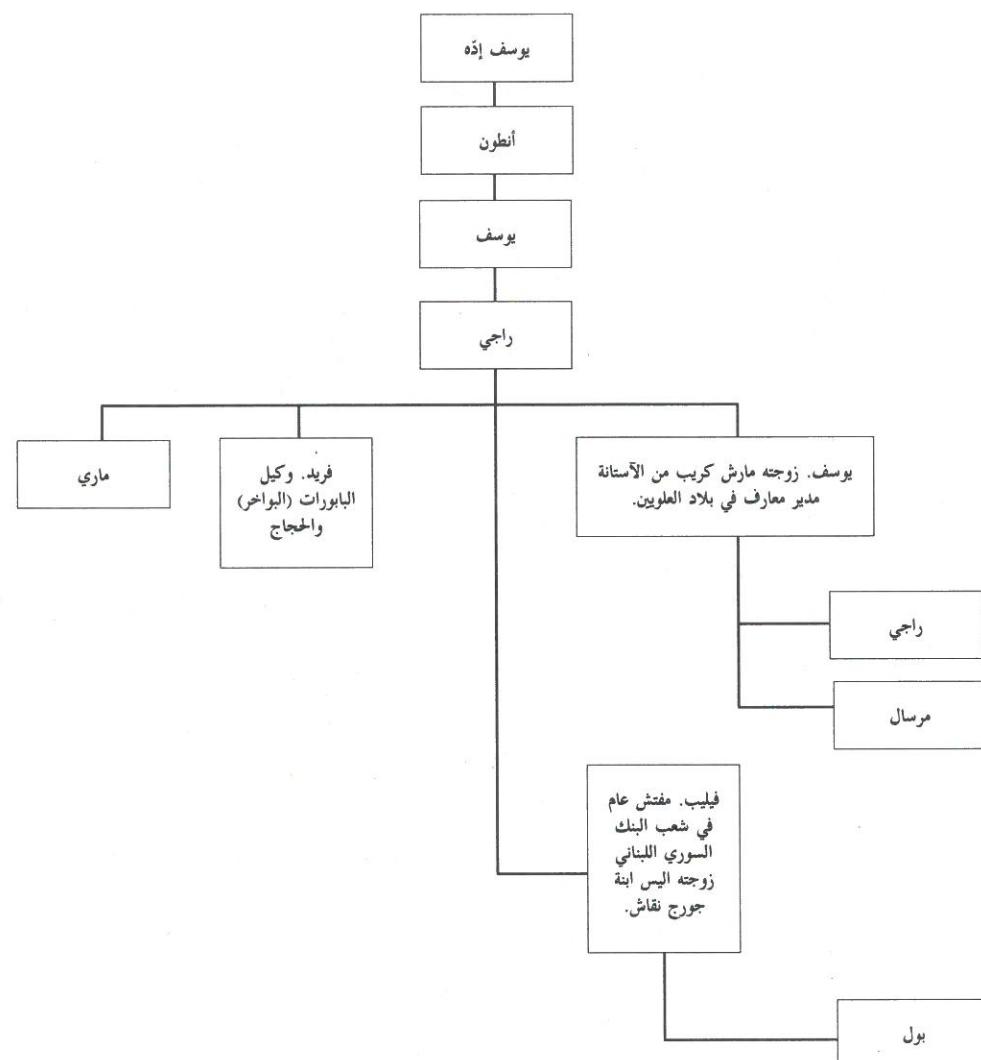 يوسف إدّه
أنطون
يوسف
راجي
يوسف. زوجته مارش كريب من الآستانة
مدير معارف في بلاد العلويين.
فريد. وكيل
البابورات (البواخر)
والحجاج
ماري
راجي
مرسال
فيليب. مفتش عام
في شعب البنك
السوري اللبناني
زوجته اليس ابنة
جورج نقاش.
بول